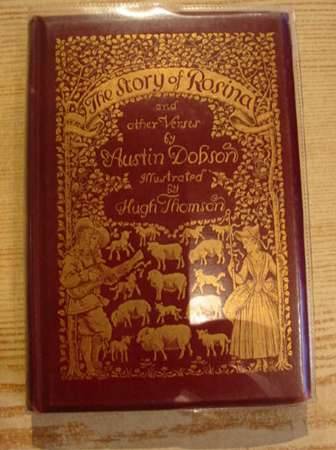 The Story of Rosina
and
other Verses
by
Austin Dobson
Illustrated
by
Hugh Thomson